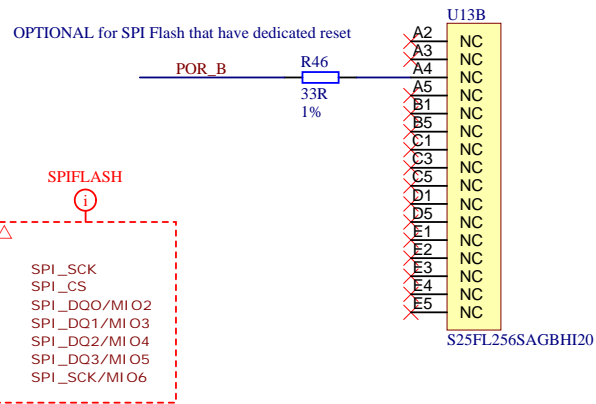 U13B
OPTIONAL for SPI Flash that have dedicated reset
A2 NC
A3 NC
POR_B R46 A4 NC
33R A5 NC
1% B1 NC
B5 NC
C1 NC
C3 NC
C5 NC
D1 NC
D5 NC
E1 NC
E2 NC
E3 NC
E4 NC
E5 NC
S25FL256SAGBHI20
SPIFLASH
i
SPI_SCK
SPI_CS
SPI_DQ0/MIO2
SPI_DQ1/MIO3
SPI_DQ2/MIO4
SPI_DQ3/MIO5
SPI_SCK/MIO6